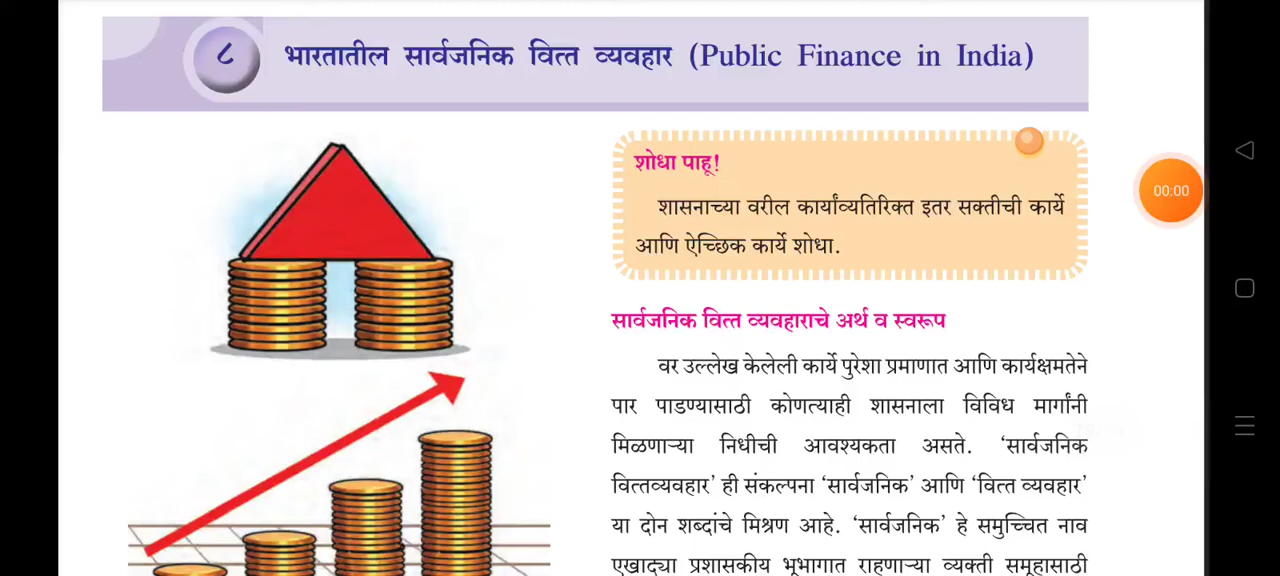 ८ भारतातील सार्वजनिक वित्त व्यवहार (Public Finance in India)
शोधा पाहू!
शासनाच्या वरील कार्यांव्यतिरिक्त इतर सक्तीची कार्ये
आणि ऐच्छिक कार्ये शोधा.
00:00
सार्वजनिक वित्त व्यवहाराचे अर्थ व स्वरूप
वर उल्लेख केलेली कार्ये पुरेशा प्रमाणात आणि कार्यक्षमतेने
पार पाडण्यासाठी कोणत्याही शासनाला विविध मार्गांनी
मिळणाऱ्या निधीची आवश्यकता असते. ‘सार्वजनिक
वित्तव्यवहार’ ही संकल्पना ‘सार्वजनिक’ आणि ‘वित्त व्यवहार’
या दोन शब्दांचे मिश्रण आहे. ‘सार्वजनिक’ हे समुच्चित नाव
एखाद्या प्रशासकीय भूभागात राहणाऱ्या व्यक्ती समूहासाठी